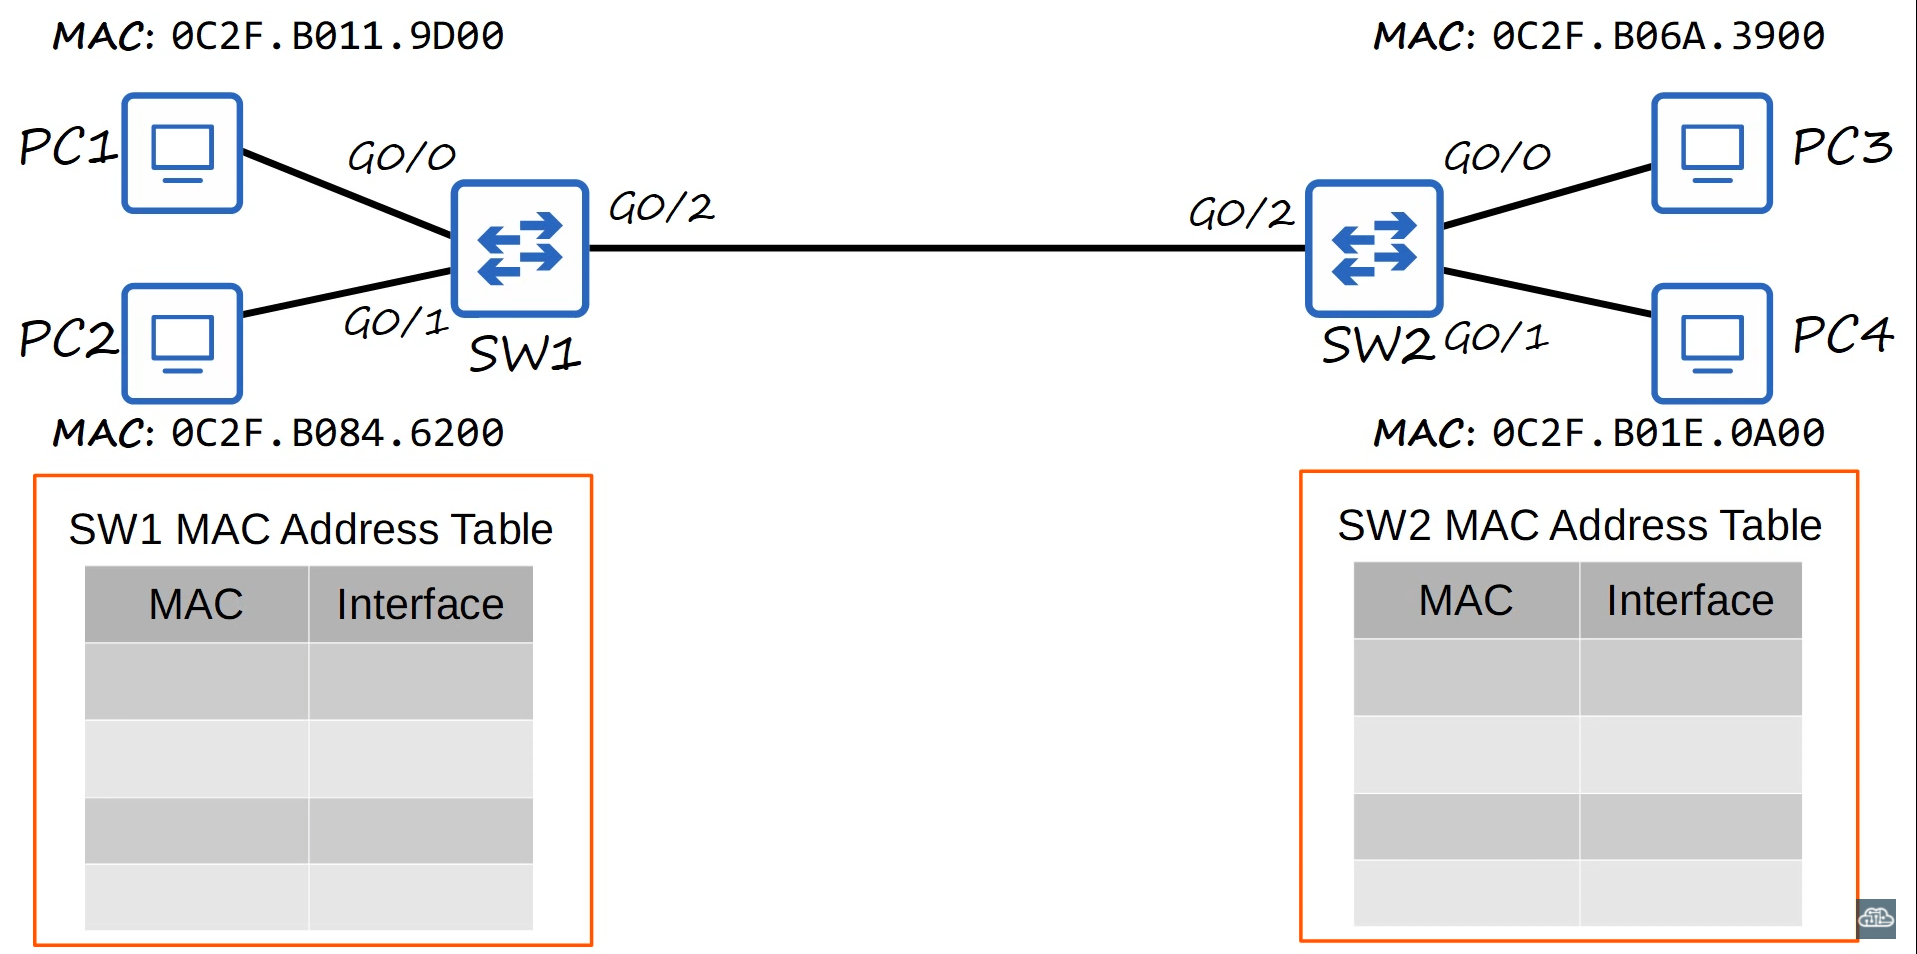 MAC: 0C2F.B011.9D00
MAC: 0C2F.B06A.3900
PC1
G0/0
G0/2
G0/2
G0/0
PC3
PC2
G0/1
SW1
SW2
G0/1
PC4
MAC: 0C2F.B084.6200
MAC: 0C2F.B01E.0A00
SW1 MAC Address Table
MAC Interface
SW2 MAC Address Table
MAC Interface